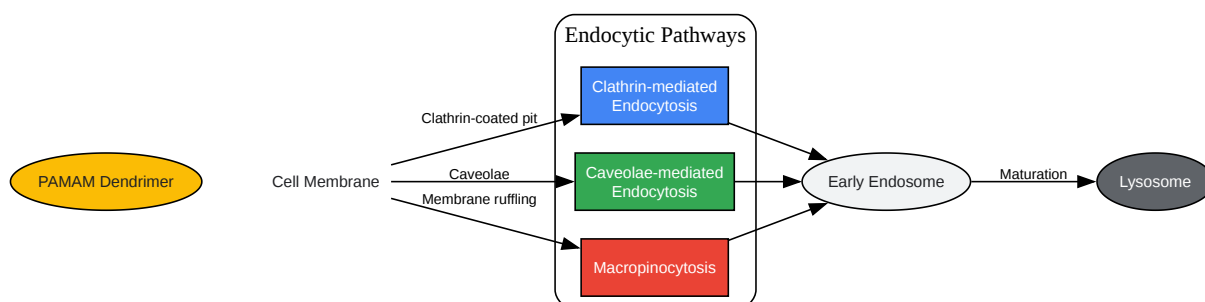 Endocytic Pathways
Clathrin-mediated
Endocytosis
Clathrin-coated pit
PAMAM Dendrimer
Cell Membrane
Caveolae
Caveolae-mediated
Endocytosis
Early Endosome
Maturation
Lysosome
Membrane ruffling
Macropinocytosis